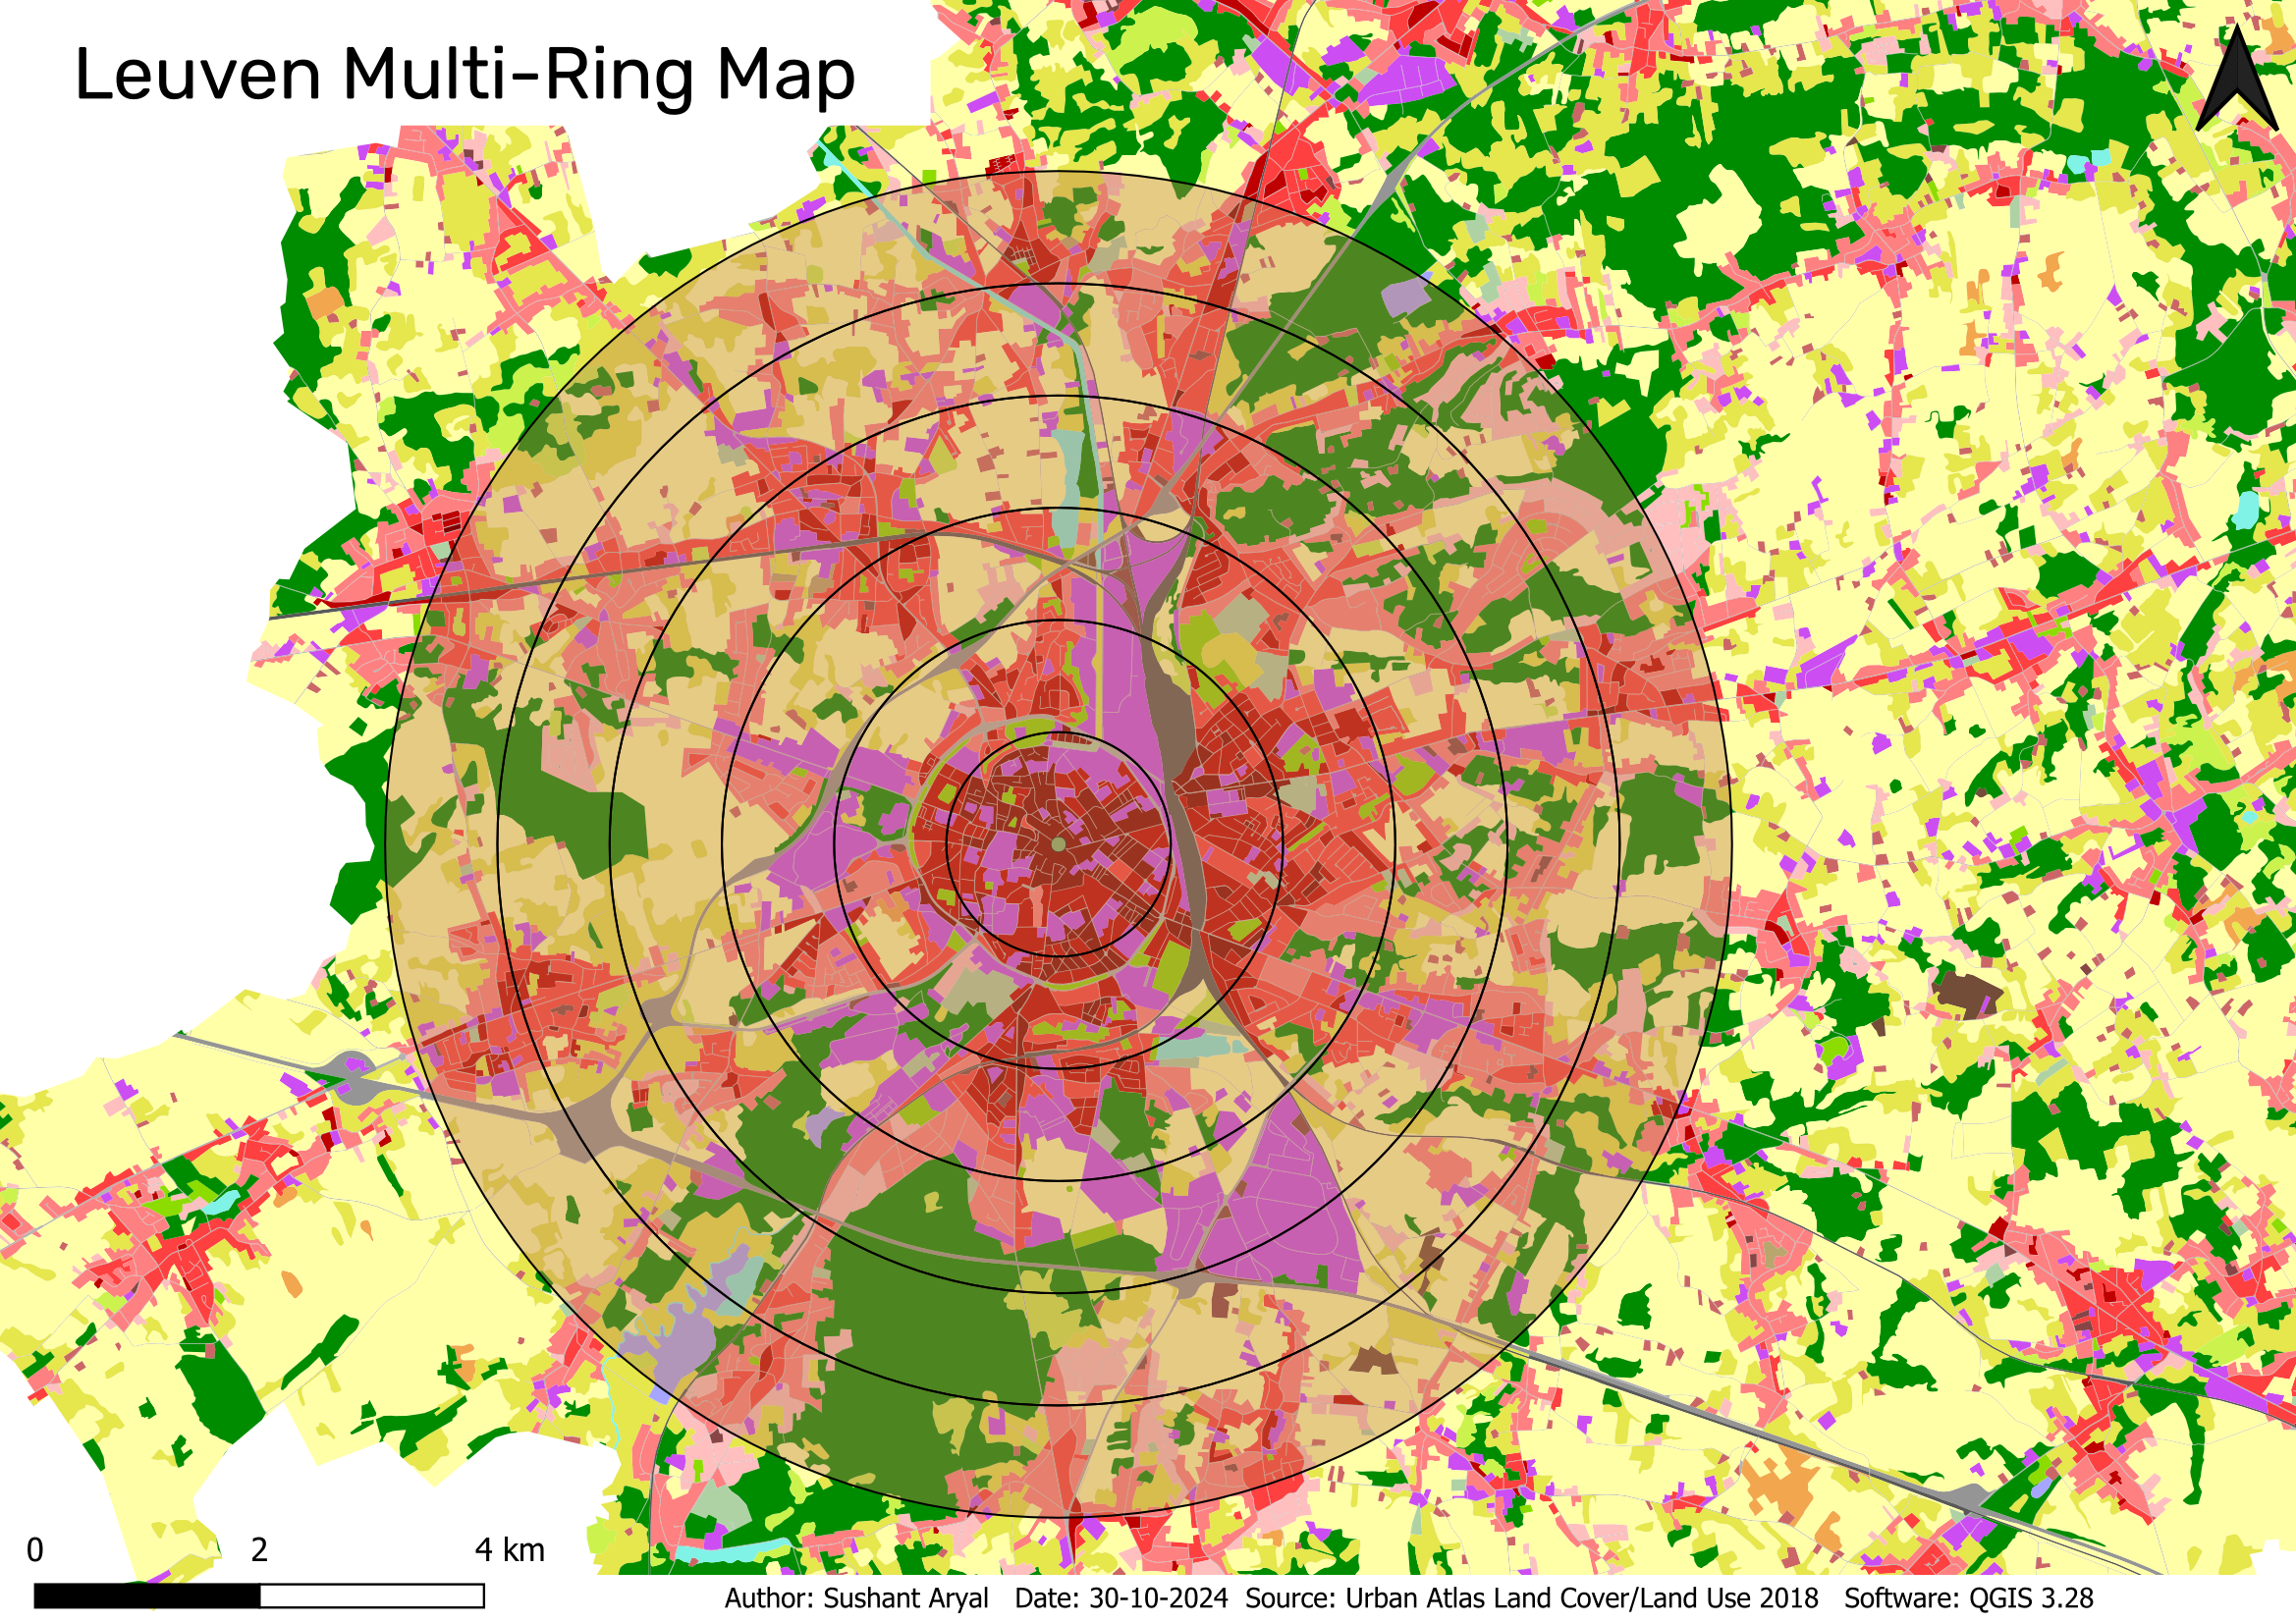 Leuven Multi-Ring Map
0 2 4 km
Author: Sushant Aryal Date: 30-10-2024 Source: Urban Atlas Land Cover/Land Use 2018 Software: QGIS 3.28